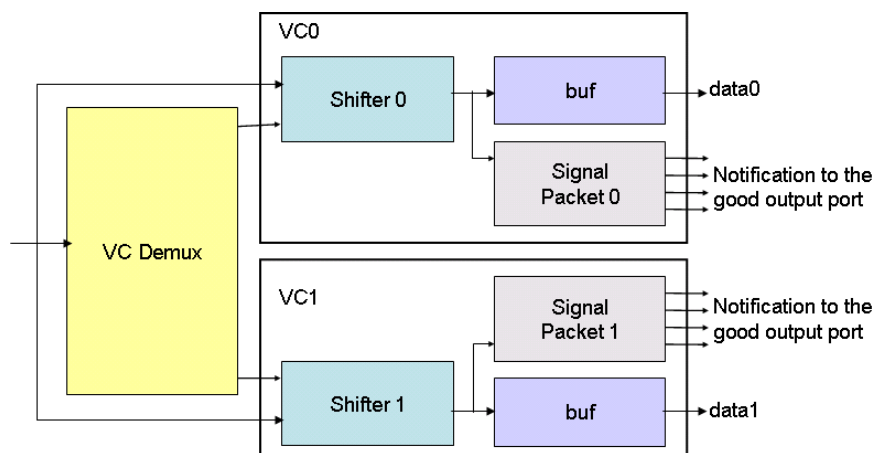 VC0
Shifter 0
buf
data0
Signal
Packet 0
Notification to the
good output port
VC Demux
VC1
Signal
Packet 1
Notification to the
good output port
Shifter 1
buf
data1